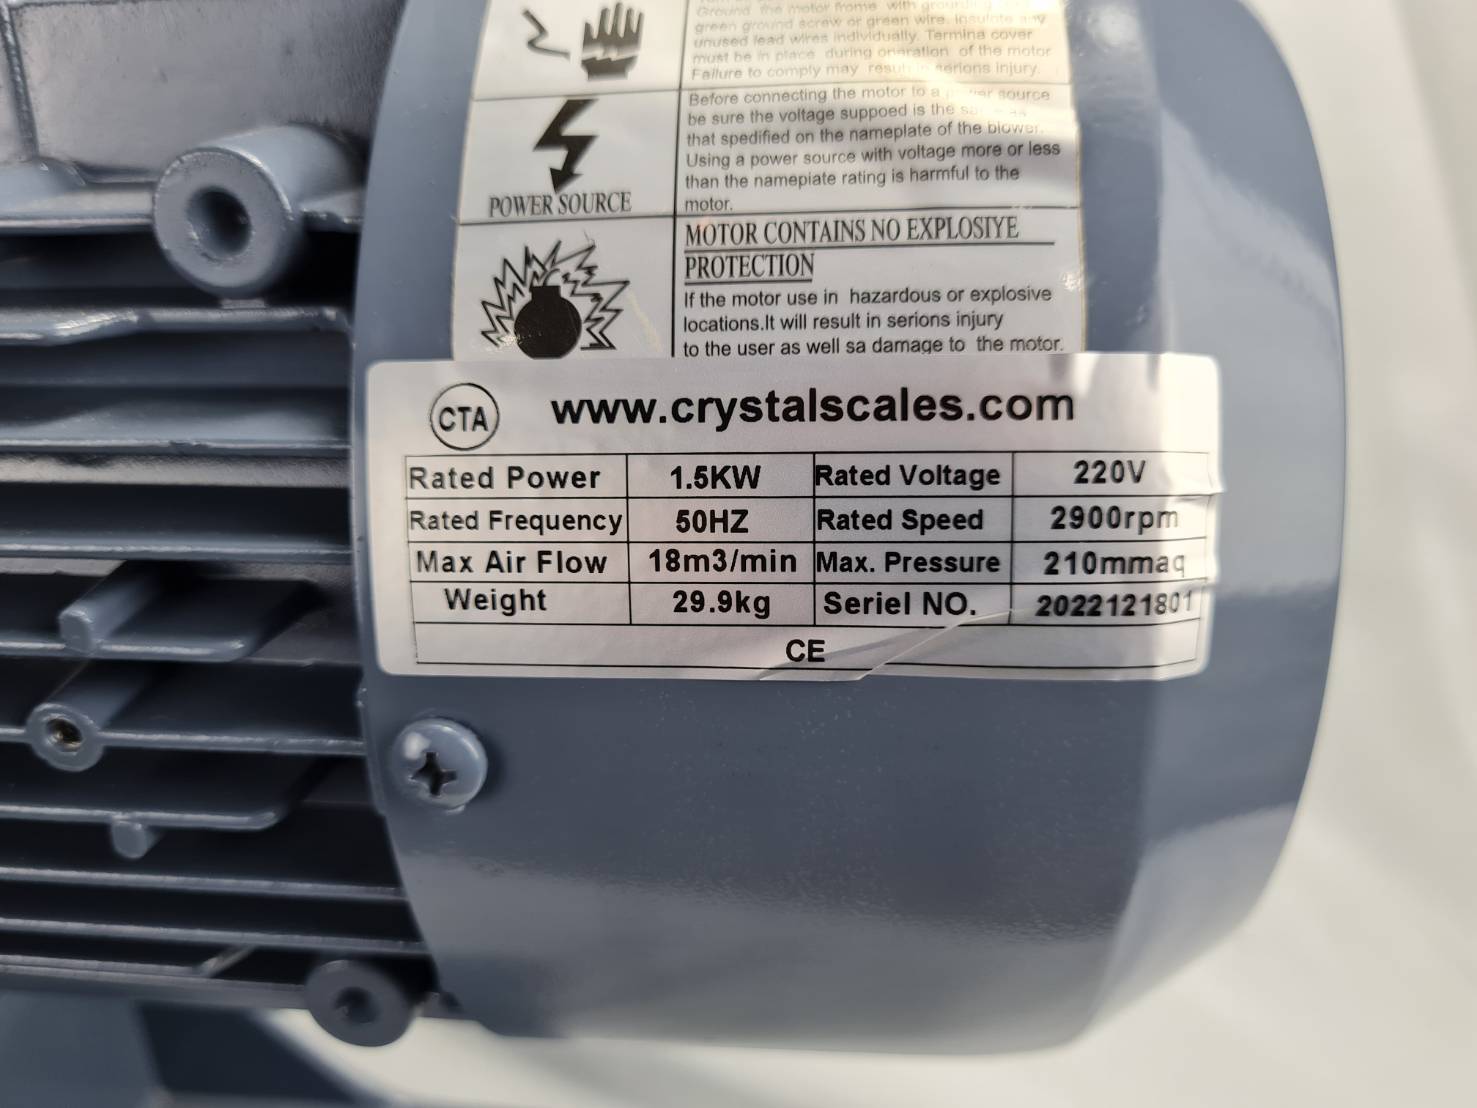 Ground the motor frame with grounding
green ground screw or green wire. Insulate any
unused lead wires individually. Termina cover
must be in place during oneration of the motor
Failure to comply may result in serions injury.
POWER SOURCE
Before connecting the motor to a power source
be sure the voltage suppoed is the
that spedified on the nameplate of the blower.
Using a power source with voltage more or less
than the namepiate rating is harmful to the
motor.
MOTOR CONTAINS NO EXPLOSIYE
PROTECTION
If the motor use in hazardous or explosive
locations.It will result in serions injury
to the user as well sa damage to the motor.
CTA www.crystalscales.com
Rated Power 1.5KW Rated Voltage 220V
Rated Frequency 50HZ Rated Speed 2900rpm
Max Air Flow 18m3/min Max. Pressure 210mmaq
Weight 29.9kg Seriel NO. 2022121801
CE